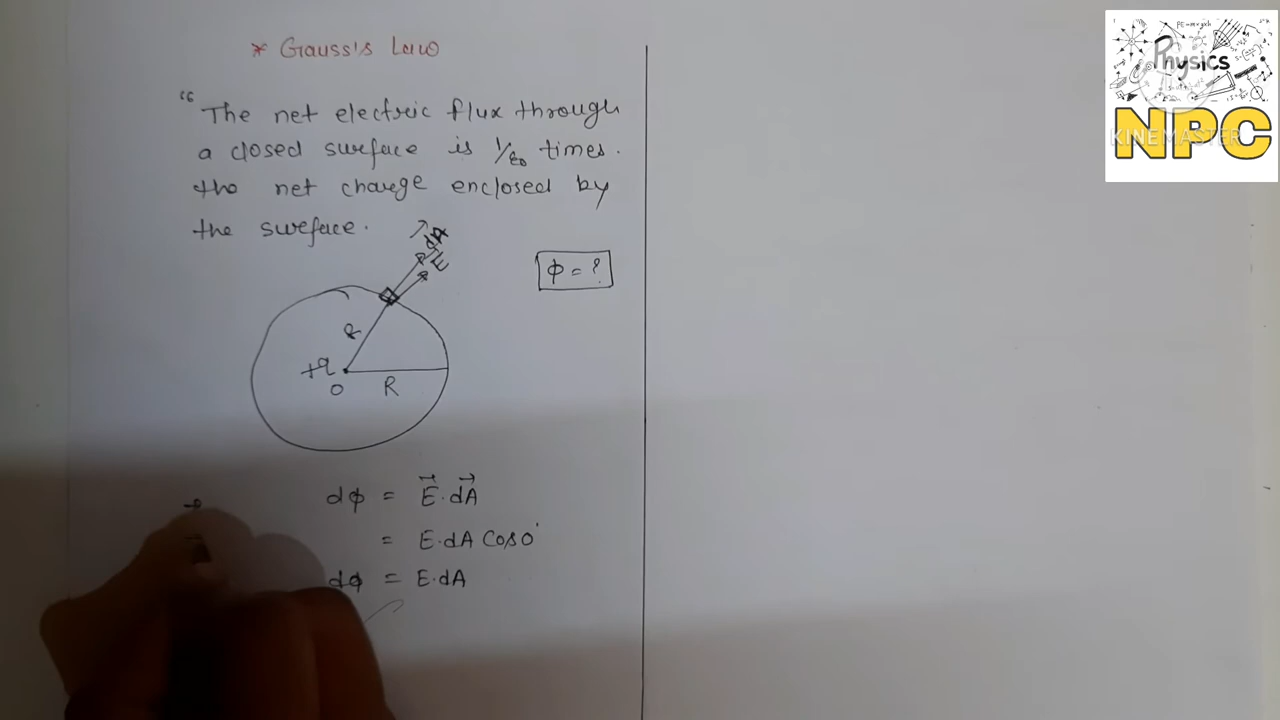 * Gauss's Law
“ The net electric flux through
a closed surface is 1/ε0 times.
the net charge enclosed by
the surface.
dA
E
φ = ?
R
+q
O
R
dφ = E.dA
= E.dA Cos0°
dφ = E.dA
Physics
NPC
KINEMASTER